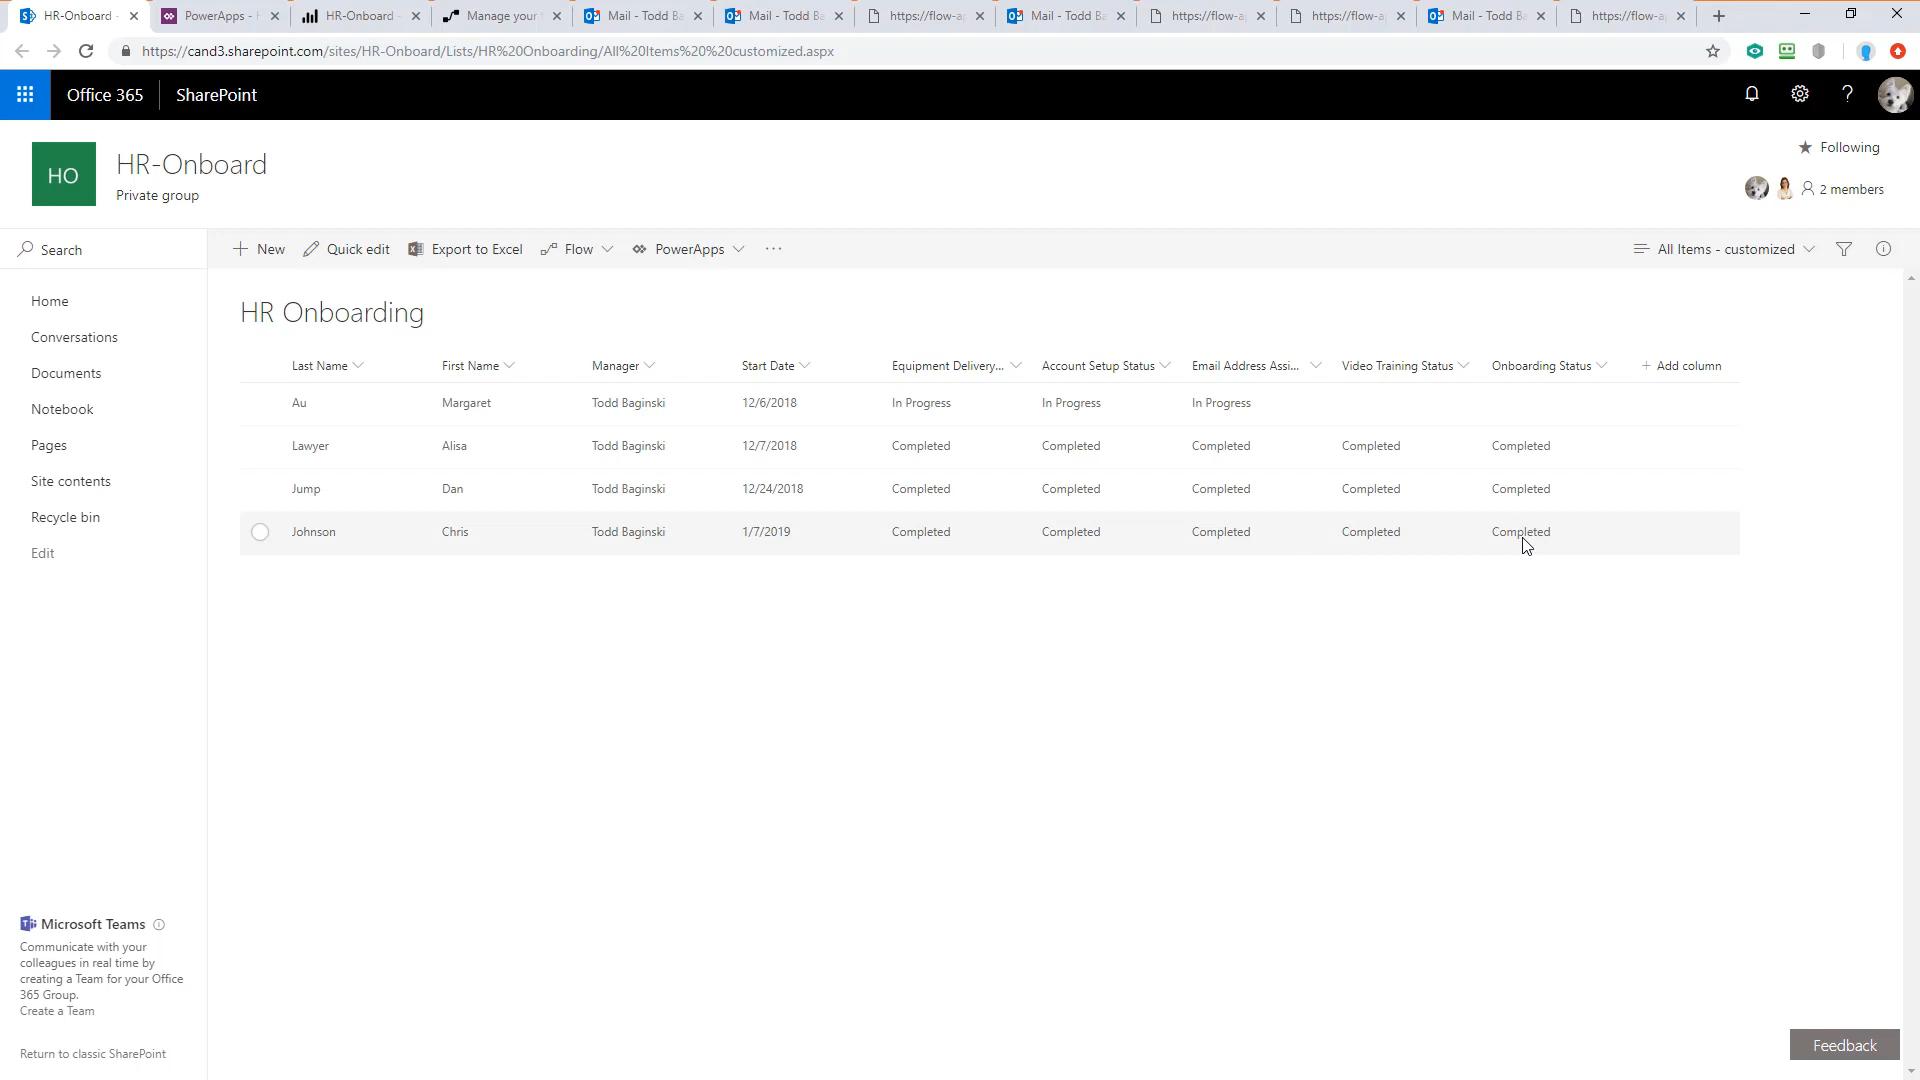 HR-Onboard -
PowerApps - H
HR-Onboard -
Manage your
Mail - Todd Ba
Mail - Todd Ba
https://flow-ap
Mail - Todd Ba
https://flow-ap
https://flow-ap
Mail - Todd Ba
https://flow-ap
https://cand3.sharepoint.com/sites/HR-Onboard/Lists/HR%20Onboarding/All%20Items%20%20customized.aspx
Office 365 SharePoint
HO
HR-Onboard
Private group
Following
2 members
Search
New Quick edit Export to Excel Flow PowerApps ... All Items - customized
Home
Conversations
Documents
Notebook
Pages
Site contents
Recycle bin
Edit
HR Onboarding
Last Name First Name Manager Start Date Equipment Delivery... Account Setup Status Email Address Assi... Video Training Status Onboarding Status + Add column
Au Margaret Todd Baginski 12/6/2018 In Progress In Progress In Progress
Lawyer Alisa Todd Baginski 12/7/2018 Completed Completed Completed Completed Completed
Jump Dan Todd Baginski 12/24/2018 Completed Completed Completed Completed Completed
Johnson Chris Todd Baginski 1/7/2019 Completed Completed Completed Completed Completed
Microsoft Teams
Communicate with your
colleagues in real time by
creating a Team for your Office
365 Group.
Create a Team
Return to classic SharePoint
Feedback